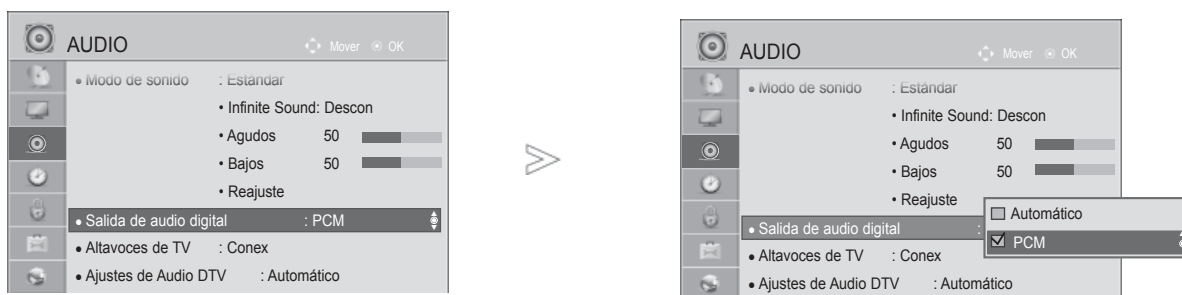 AUDIO Mover OK
• Modo de sonido : Estándar
• Infinite Sound: Descon
• Agudos 50
• Bajos 50
• Reajuste
• Salida de audio digital : PCM
• Altavoces de TV : Conex
• Ajustes de Audio DTV : Automático
AUDIO Mover OK
• Modo de sonido : Estándar
• Infinite Sound: Descon
• Agudos 50
• Bajos 50
• Reajuste
• Salida de audio digital :
Automático
PCM
• Altavoces de TV : Conex
• Ajustes de Audio DTV : Automático